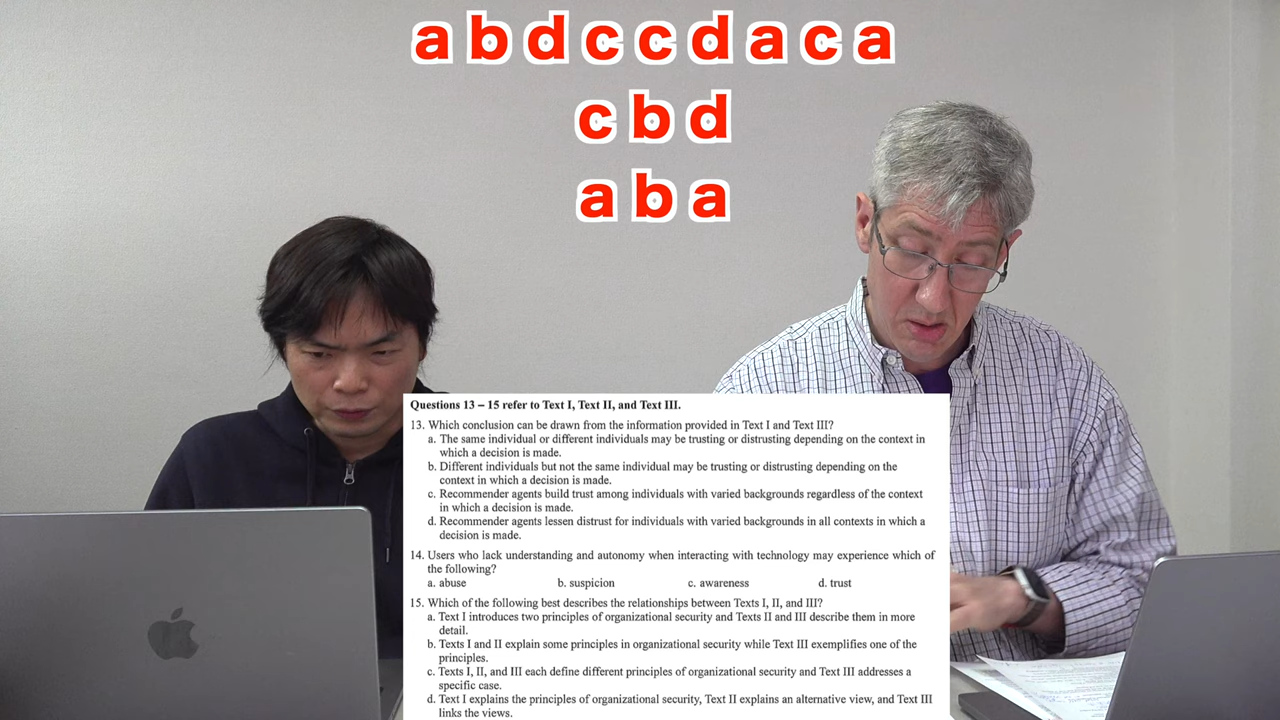 a b d c c d a c a
c b d
a b a
Questions 13 – 15 refer to Text I, Text II, and Text III.
13. Which conclusion can be drawn from the information provided in Text I and Text III?
a. The same individual or different individuals may be trusting or distrusting depending on the context in
which a decision is made.
b. Different individuals but not the same individual may be trusting or distrusting depending on the
context in which a decision is made.
c. Recommender agents build trust among individuals with varied backgrounds regardless of the context
in which a decision is made.
d. Recommender agents lessen distrust for individuals with varied backgrounds in all contexts in which a
decision is made.
14. Users who lack understanding and autonomy when interacting with technology may experience which of
the following?
a. abuse b. suspicion c. awareness d. trust
15. Which of the following best describes the relationships between Texts I, II, and III?
a. Text I introduces two principles of organizational security and Texts II and III describe them in more
detail.
b. Texts I and II explain some principles in organizational security while Text III exemplifies one of the
principles.
c. Texts I, II, and III each define different principles of organizational security and Text III addresses a
specific case.
d. Text I explains the principles of organizational security, Text II explains an alternative view, and Text III
links the views.